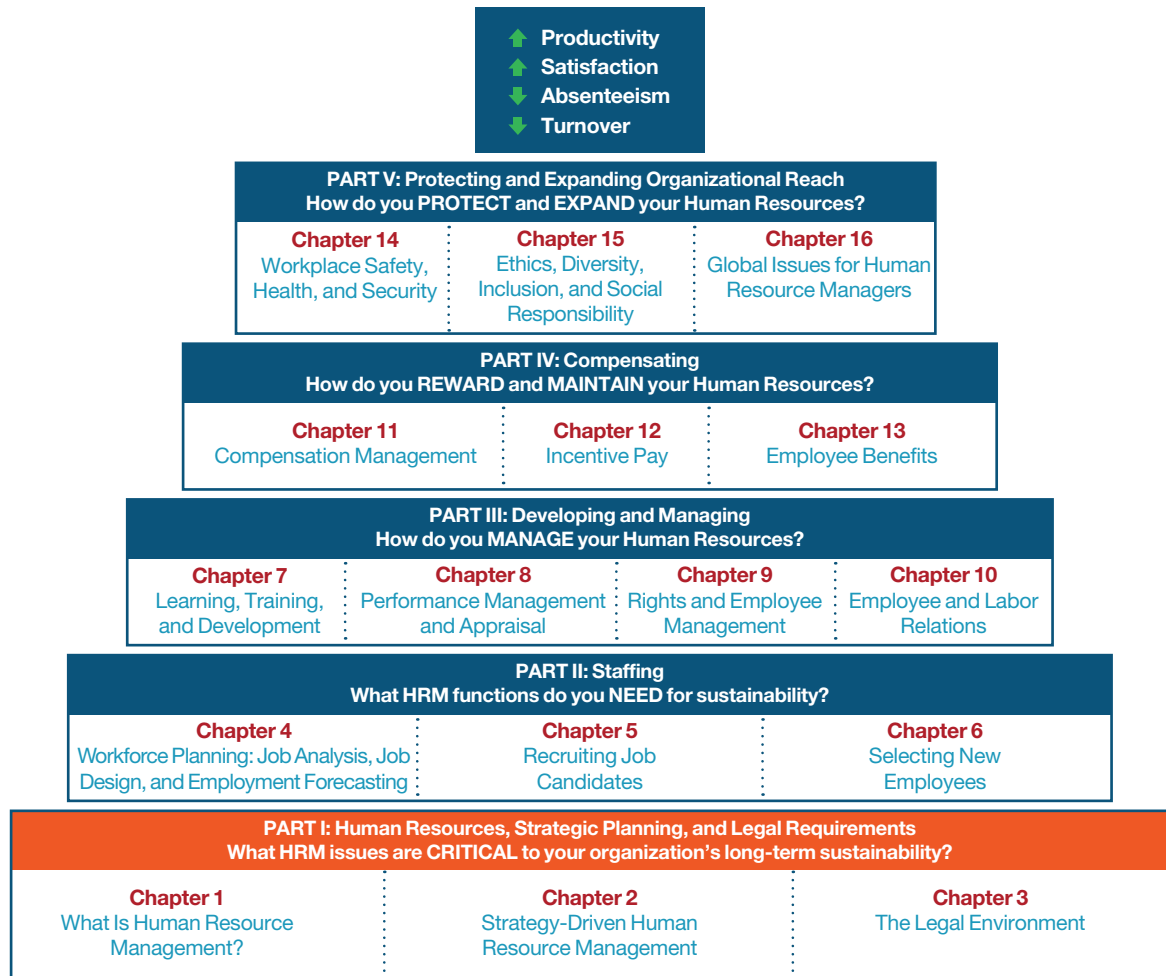 Productivity
Satisfaction
Absenteeism
Turnover
PART V: Protecting and Expanding Organizational Reach
How do you PROTECT and EXPAND your Human Resources?
Chapter 14
Workplace Safety,
Health, and Security
Chapter 15
Ethics, Diversity,
Inclusion, and Social
Responsibility
Chapter 16
Global Issues for Human
Resource Managers
PART IV: Compensating
How do you REWARD and MAINTAIN your Human Resources?
Chapter 11
Compensation Management
Chapter 12
Incentive Pay
Chapter 13
Employee Benefits
PART III: Developing and Managing
How do you MANAGE your Human Resources?
Chapter 7
Learning, Training,
and Development
Chapter 8
Performance Management
and Appraisal
Chapter 9
Rights and Employee
Management
Chapter 10
Employee and Labor
Relations
PART II: Staffing
What HRM functions do you NEED for sustainability?
Chapter 4
Workforce Planning: Job Analysis, Job
Design, and Employment Forecasting
Chapter 5
Recruiting Job
Candidates
Chapter 6
Selecting New
Employees
PART I: Human Resources, Strategic Planning, and Legal Requirements
What HRM issues are CRITICAL to your organization’s long-term sustainability?
Chapter 1
What Is Human Resource
Management?
Chapter 2
Strategy-Driven Human
Resource Management
Chapter 3
The Legal Environment